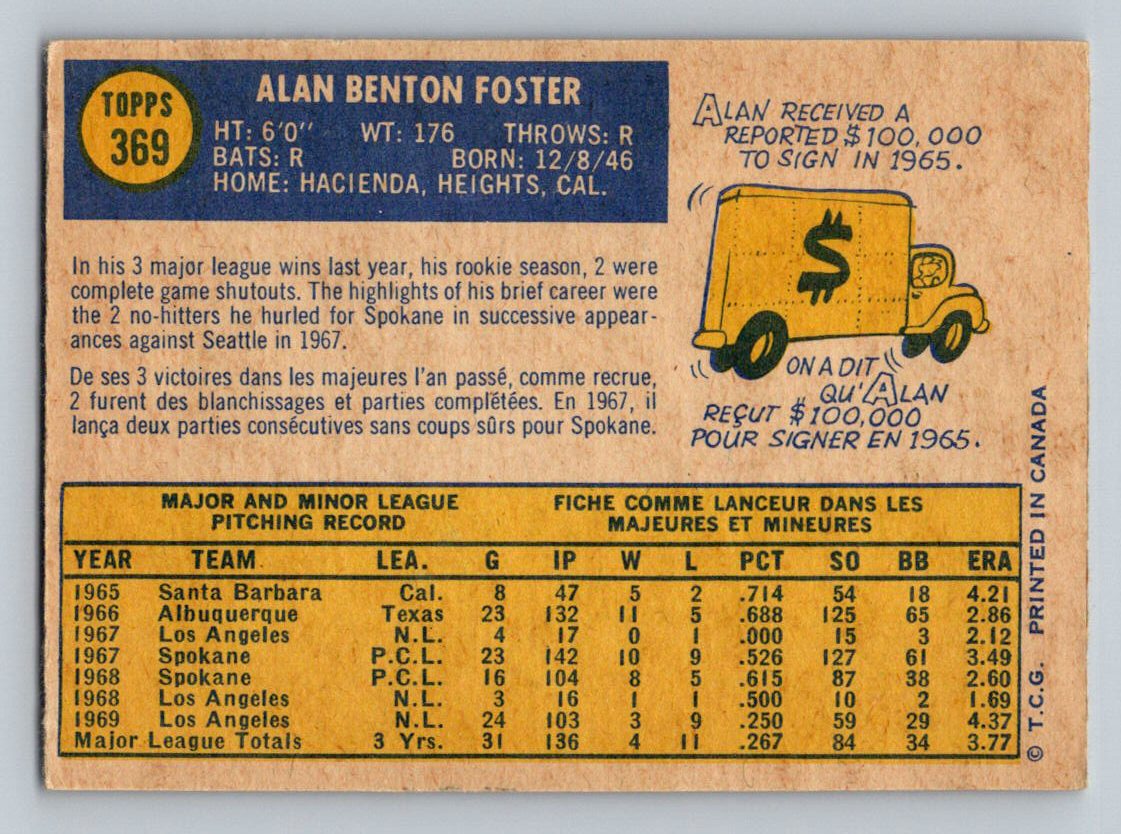 TOPPS
369
ALAN BENTON FOSTER
HT: 6'0" WT: 176 THROWS: R
BATS: R BORN: 12/8/46
HOME: HACIENDA, HEIGHTS, CAL.
In his 3 major league wins last year, his rookie season, 2 were
complete game shutouts. The highlights of his brief career were
the 2 no-hitters he hurled for Spokane in successive appear-
ances against Seattle in 1967.
De ses 3 victoires dans les majeures l'an passé, comme recrue,
2 furent des blanchissages et parties complétées. En 1967, il
lança deux parties consécutives sans coups sûrs pour Spokane.
ALAN RECEIVED A
REPORTED $100,000
TO SIGN IN 1965.
$
ON A DIT
QU'ALAN
REÇUT $100,000
POUR SIGNER EN 1965.
MAJOR AND MINOR LEAGUE
PITCHING RECORD
FICHE COMME LANCEUR DANS LES
MAJEURES ET MINEURES
YEAR TEAM LEA. G IP W L PCT SO BB ERA
1965 Santa Barbara Cal. 8 47 5 2 .714 54 18 4.21
1966 Albuquerque Texas 23 132 11 5 .688 125 65 2.86
1967 Los Angeles N.L. 4 17 0 1 .000 15 3 2.12
1967 Spokane P.C.L. 23 142 10 9 .526 127 61 3.49
1968 Spokane P.C.L. 16 104 8 5 .615 87 38 2.60
1968 Los Angeles N.L. 3 16 1 1 .500 10 2 1.69
1969 Los Angeles N.L. 24 103 3 9 .250 59 29 4.37
Major League Totals 3 Yrs. 31 136 4 11 .267 84 34 3.77
© T.C.G. PRINTED IN CANADA